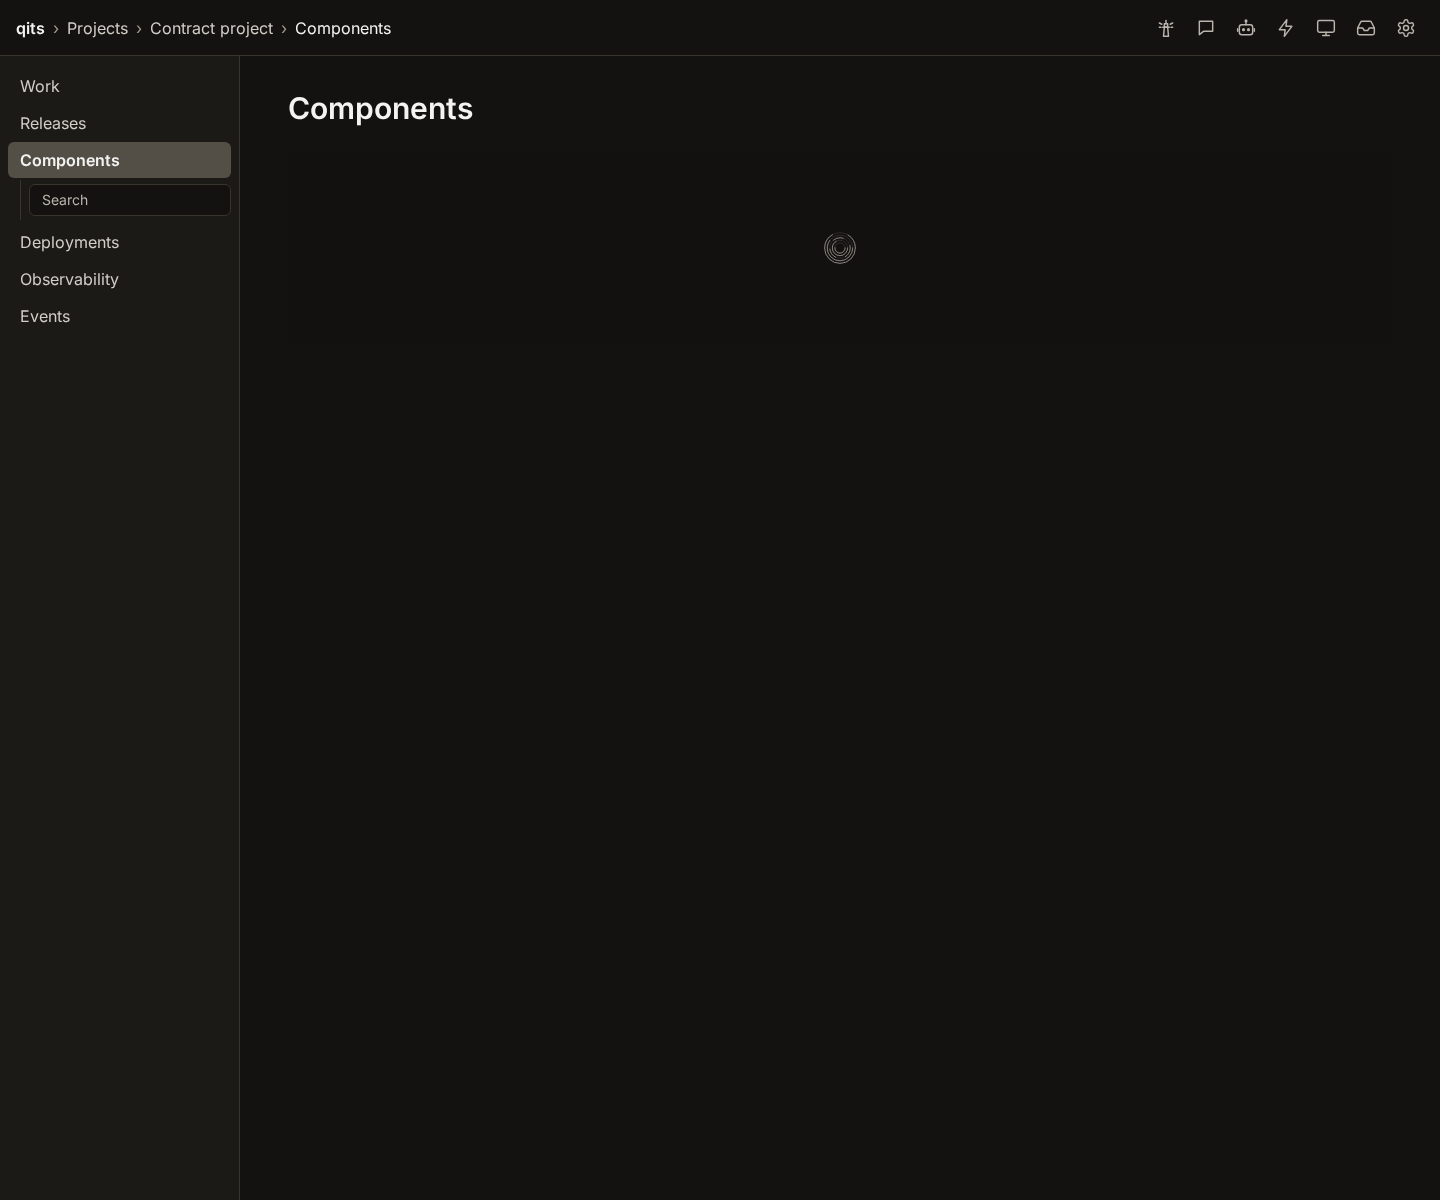 qits › Projects › Contract project › Components
Work
Releases
Components
Search
Deployments
Observability
Events
Components